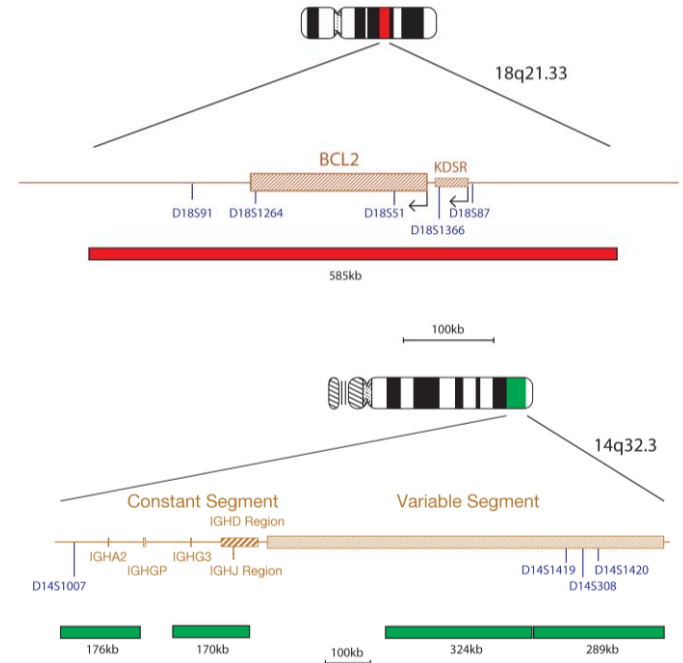 18q21.33
BCL2
KDSR
D18S91
D18S1264
D18S51
D18S87
D18S1366
585kb
100kb
14q32.3
Constant Segment
Variable Segment
IGHD Region
IGHA2
IGHG3
IGHGP
IGHJ Region
D14S1007
D14S1419
D14S1420
D14S308
176kb
170kb
324kb
289kb
100kb